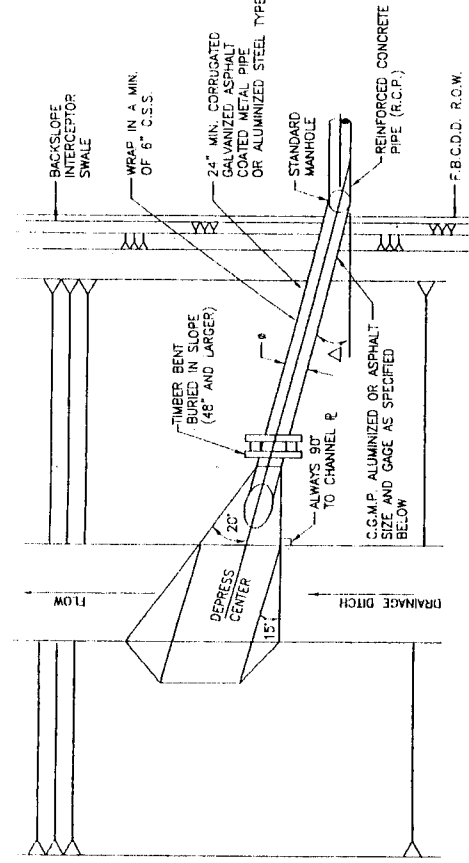 BACKSLOPE
INTERCEPTOR
SWALE
WRAP IN A MIN.
OF 6" C.S.S.
24" MIN. CORRUGATED
GALVANIZED ASPHALT
COATED METAL PIPE
OR ALUMINIZED STEEL TYPE
STANDARD
MANHOLE
REINFORCED CONCRETE
PIPE (R.C.P.)
F.B.C.D.D. R.O.W.
TIMBER BENT
BURIED IN SLOPE
(48" AND LARGER)
ø
Δ
ALWAYS 90°
TO CHANNEL ℄
C.G.M.P. ALUMINIZED OR ASPHALT
SIZE AND GAGE AS SPECIFIED
BELOW
20°
DEPRESS
CENTER
15°
FLOW
DRAINAGE DITCH